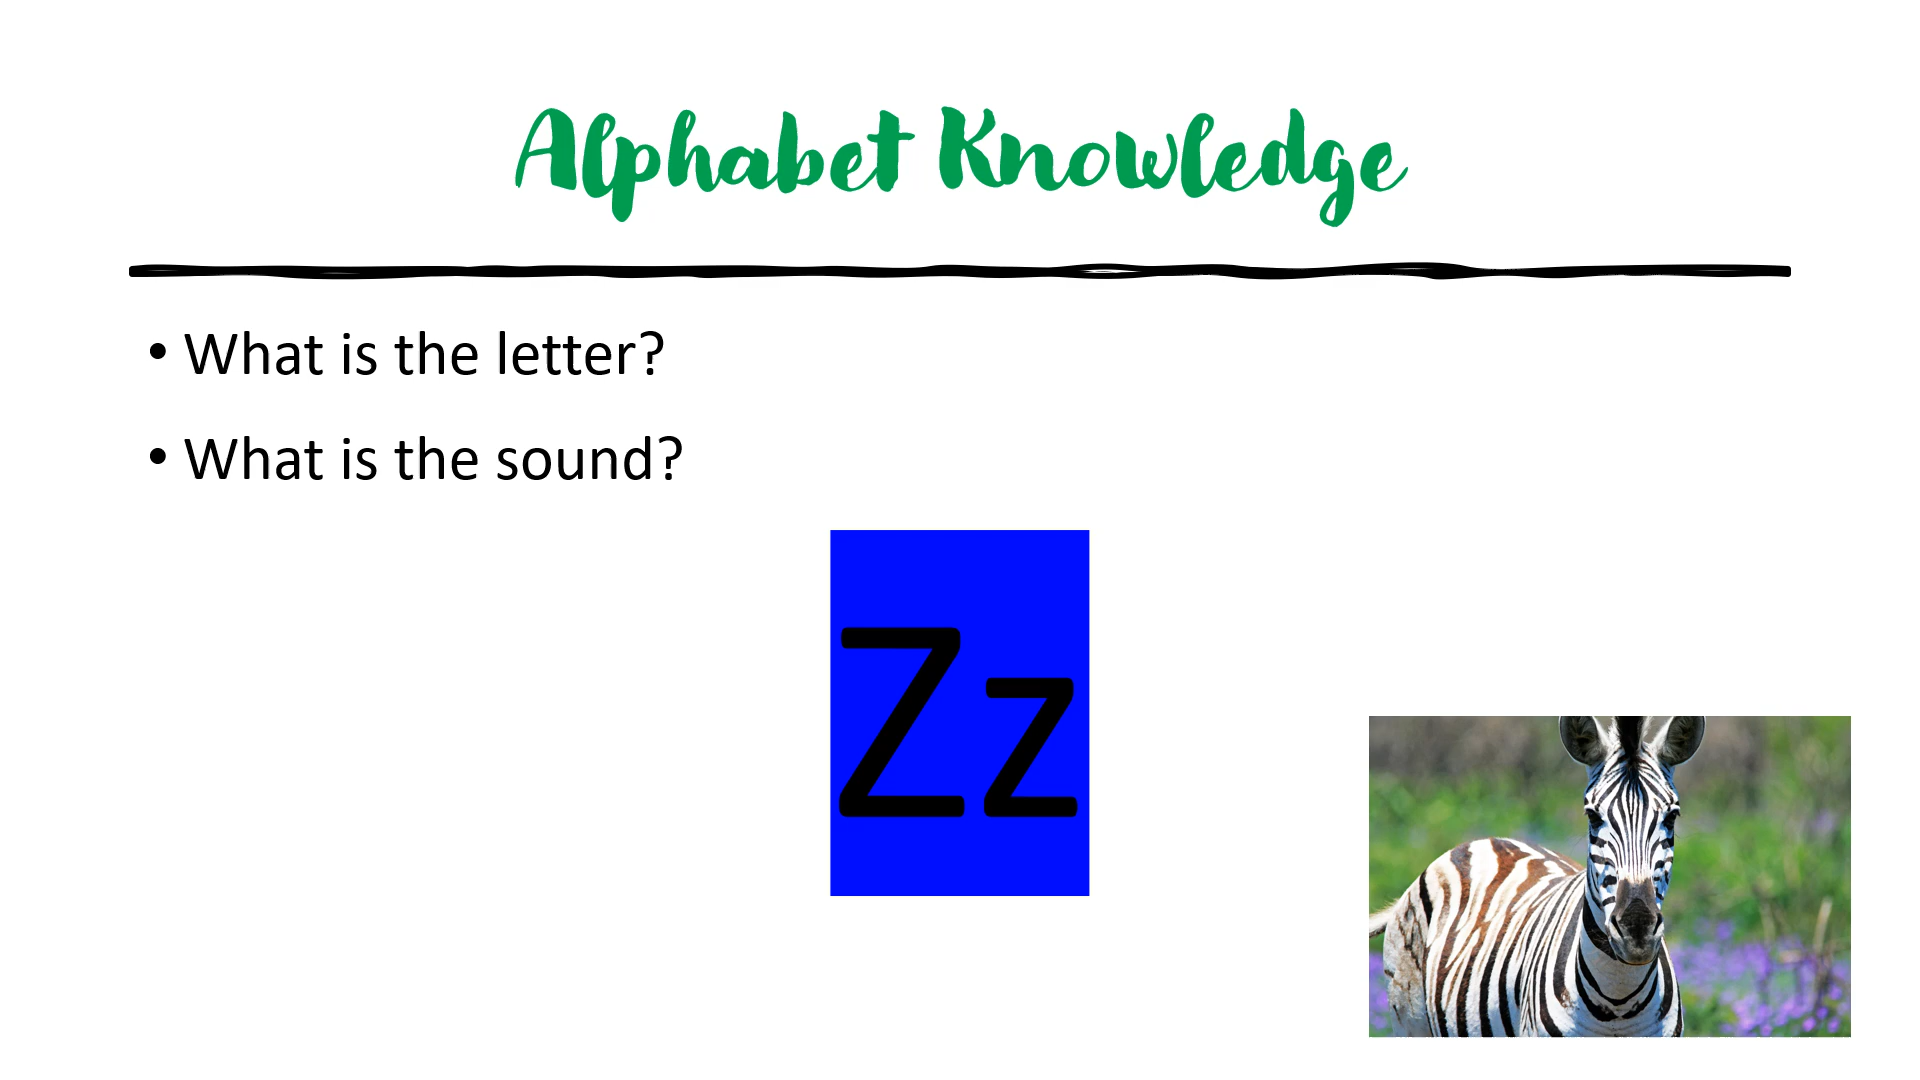 Alphabet Knowledge
• What is the letter?
• What is the sound?
Zz